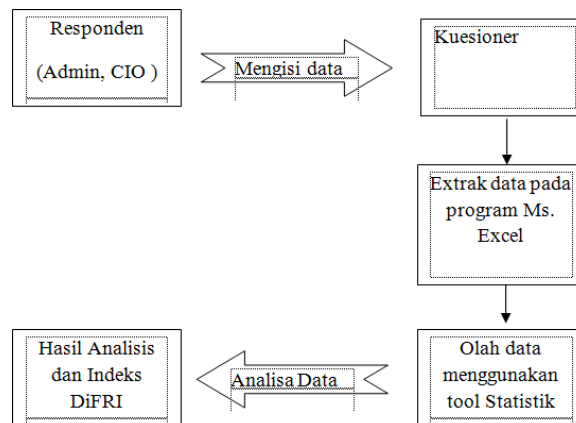 Responden
(Admin, CIO )
Mengisi data
Kuesioner
Extrak data pada
program Ms.
Excel
Olah data
menggunakan
tool Statistik
Analisa Data
Hasil Analisis
dan Indeks
DiFRI